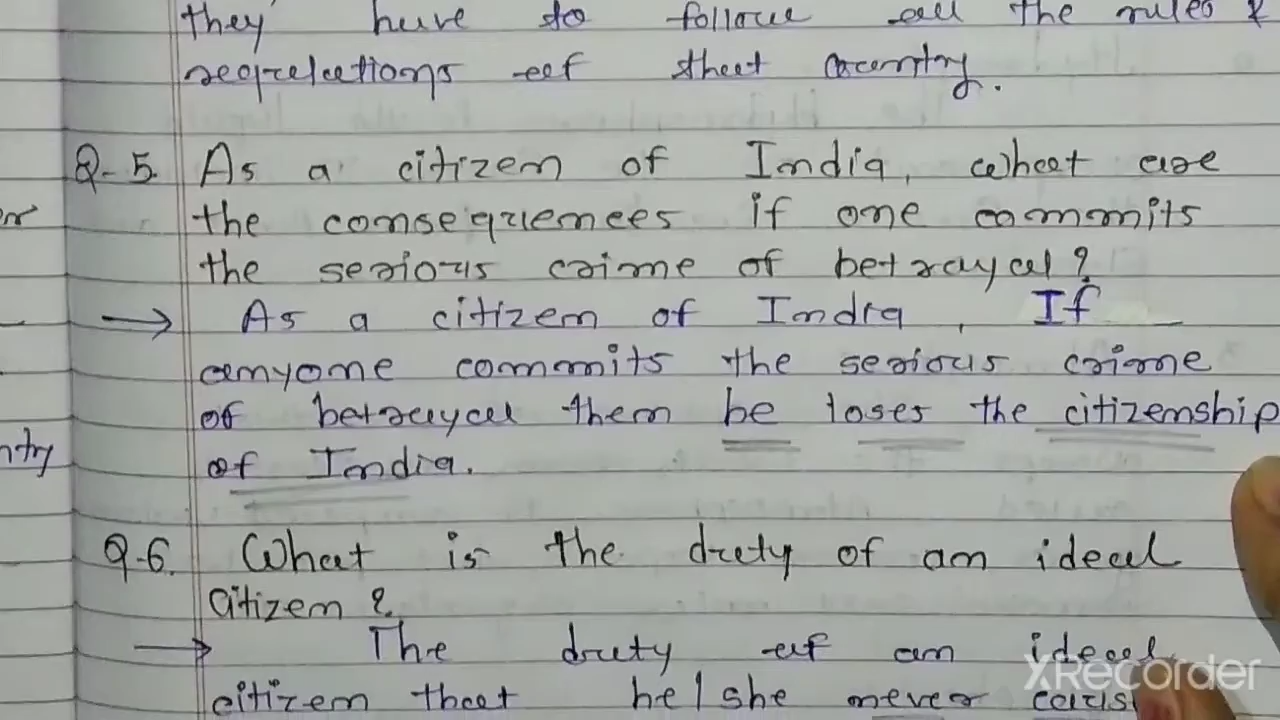 they have to follow all the rules &
regulations of that country.
Q-5. As a citizen of India, what are
the consequences if one commits
the serious crime of betrayal?
→ As a citizen of India, If
anyone commits the serious crime
of betrayal then he loses the citizenship
of India.
Q-6. What is the duty of an ideal
citizen?
→ The duty of an ideal
citizen that he/she never
or
ntry
XRecorder